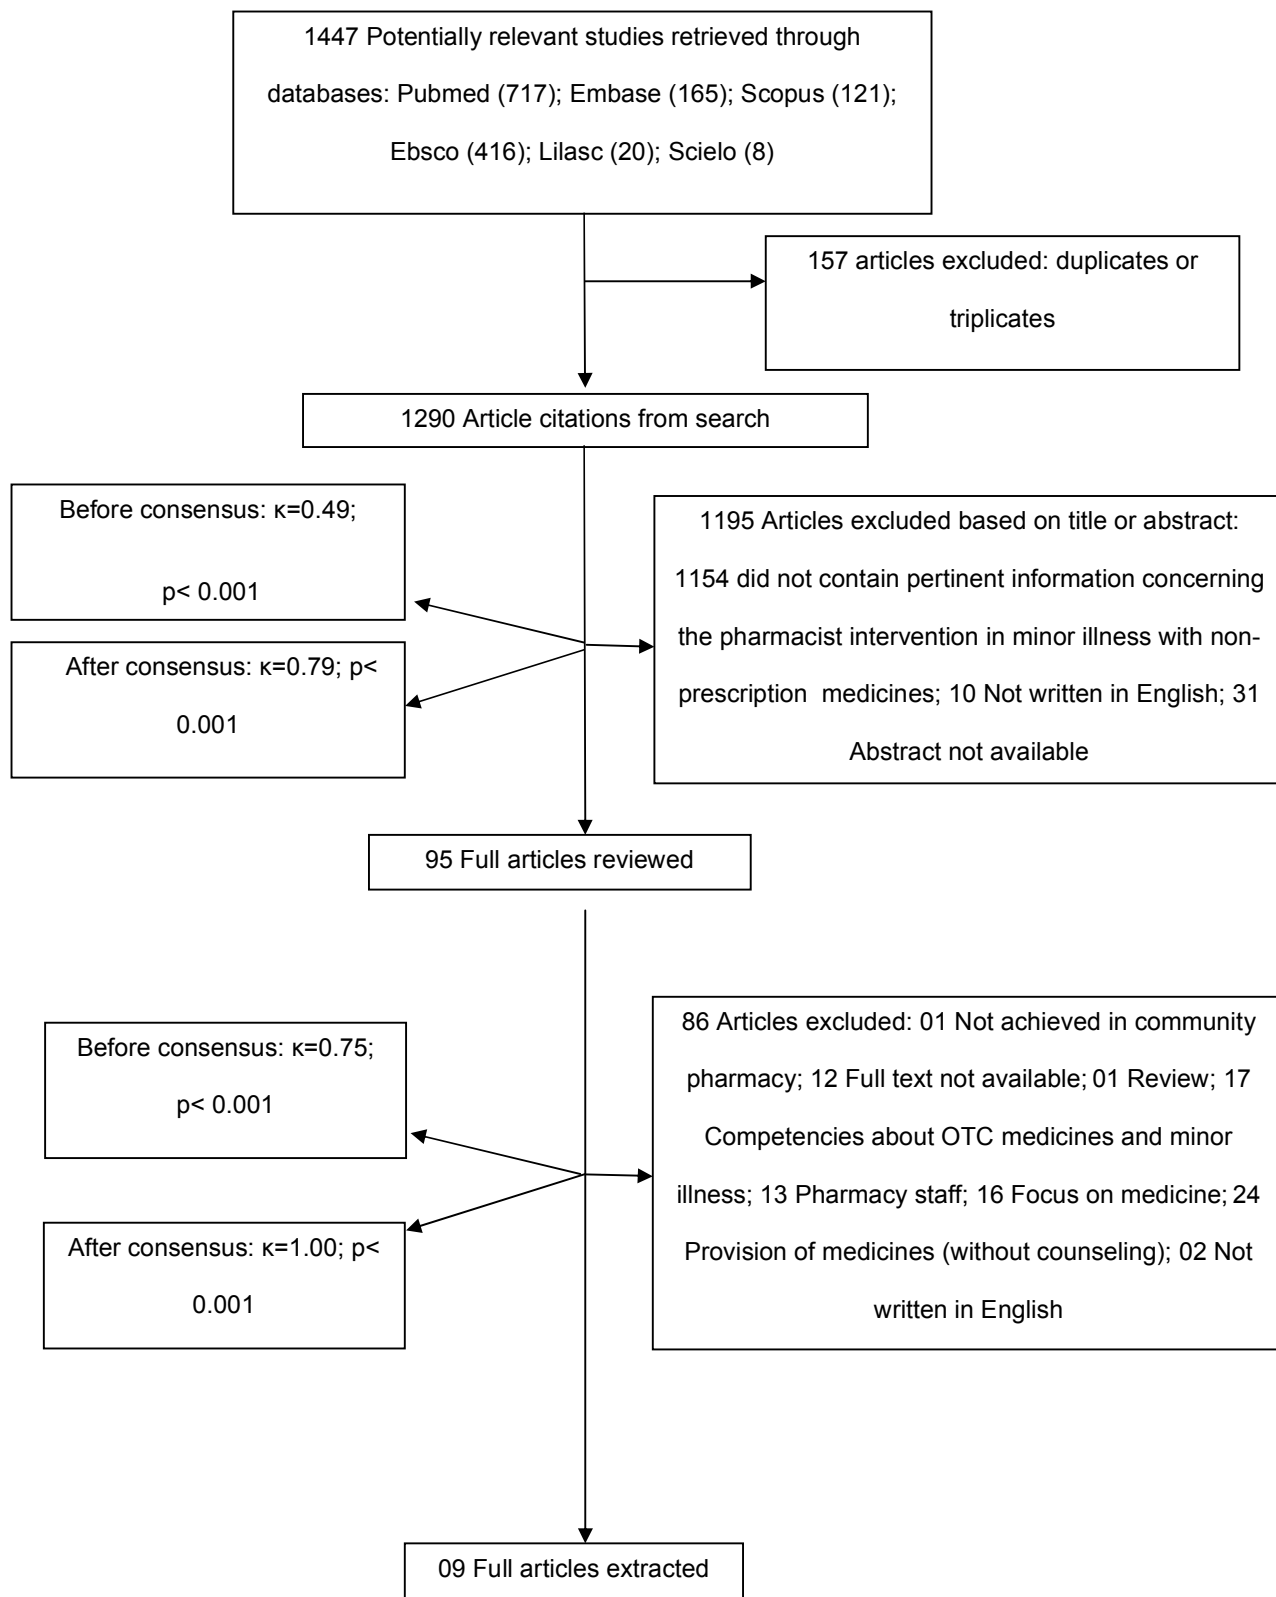 1447 Potentially relevant studies retrieved through
databases: Pubmed (717); Embase (165); Scopus (121);
Ebsco (416); Lilasc (20); Scielo (8)
157 articles excluded: duplicates or
triplicates
1290 Article citations from search
Before consensus: κ=0.49;
p< 0.001
After consensus: κ=0.79; p<
0.001
1195 Articles excluded based on title or abstract:
1154 did not contain pertinent information concerning
the pharmacist intervention in minor illness with non-
prescription medicines; 10 Not written in English; 31
Abstract not available
95 Full articles reviewed
Before consensus: κ=0.75;
p< 0.001
After consensus: κ=1.00; p<
0.001
86 Articles excluded: 01 Not achieved in community
pharmacy; 12 Full text not available; 01 Review; 17
Competencies about OTC medicines and minor
illness; 13 Pharmacy staff; 16 Focus on medicine; 24
Provision of medicines (without counseling); 02 Not
written in English
09 Full articles extracted